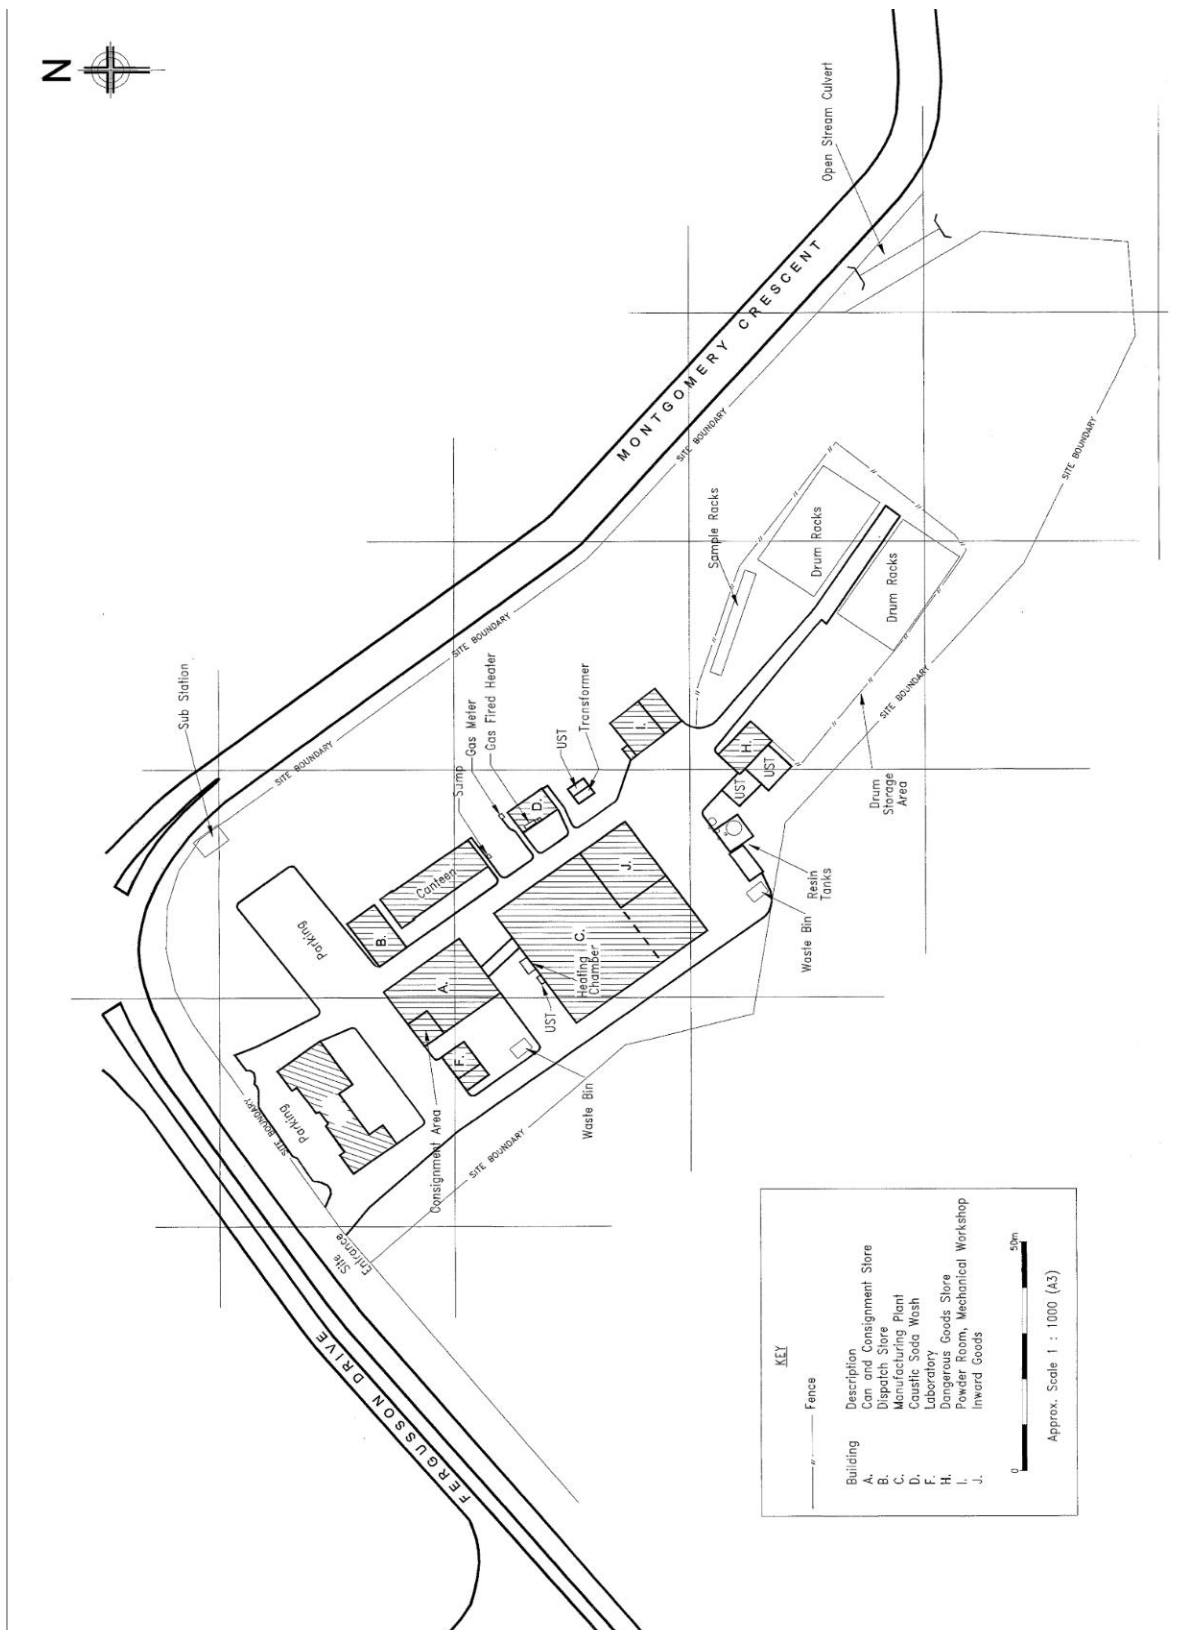 N
Open Stream Culvert
MONTGOMERY CRESCENT
SITE BOUNDARY
SITE BOUNDARY
Sample Racks
Drum Racks
Drum Racks
SITE BOUNDARY
Sub Station
SITE BOUNDARY
Gas Meter
Gas Fired Heater
Sump
UST
Transformer
I.
H.
UST
UST
SITE BOUNDARY
Drum
Storage
Area
D.
Canteen
J.
Resin
Tanks
Waste Bin
Parking
B.
A.
C.
Heating
Chamber
UST
F.
Waste Bin
Parking
SITE BOUNDARY
Consignment Area
SITE BOUNDARY
Site
Entrance
FERGUSSON DRIVE
KEY
Fence
Building Description
A. Can and Consignment Store
B. Dispatch Store
C. Manufacturing Plant
D. Caustic Soda Wash
F. Laboratory
H. Dangerous Goods Store
I. Powder Room, Mechanical Workshop
J. Inward Goods
0 50m
Approx. Scale 1 : 1000 (A3)